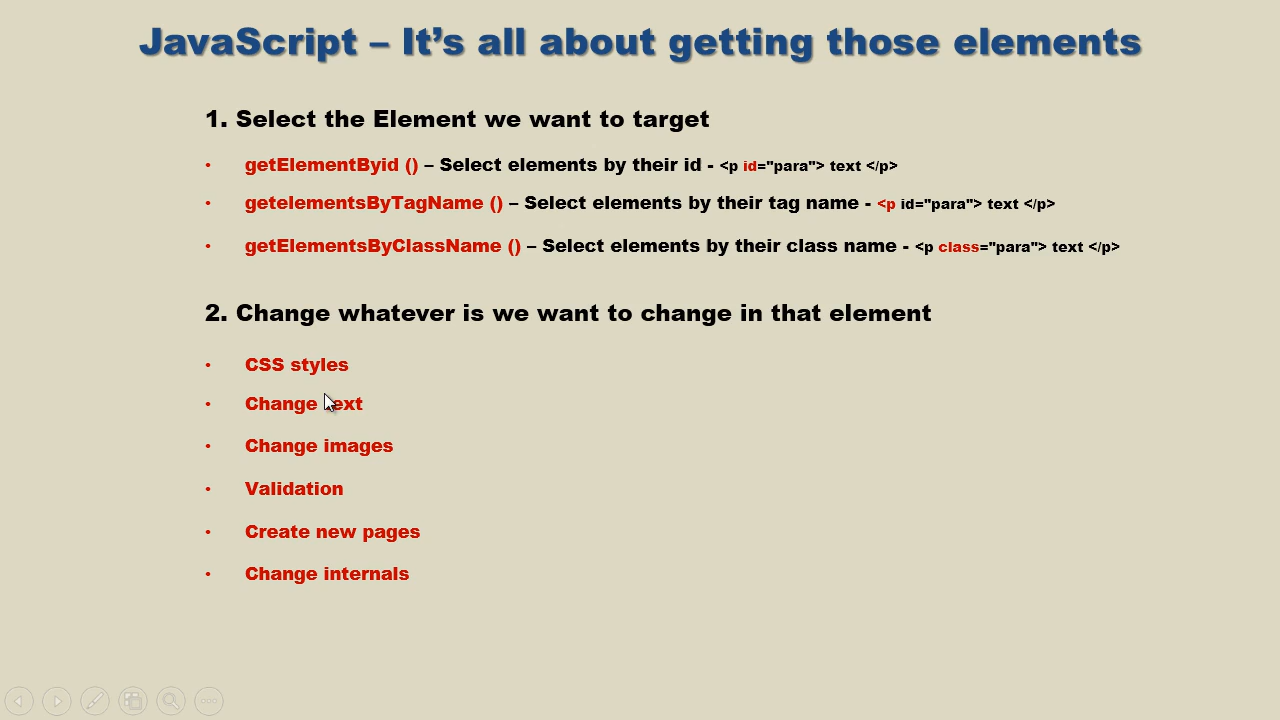 JavaScript – It’s all about getting those elements
1. Select the Element we want to target
• getElementByid () – Select elements by their id - <p id="para"> text </p>
• getelementsByTagName () – Select elements by their tag name - <p id="para"> text </p>
• getElementsByClassName () – Select elements by their class name - <p class="para"> text </p>
2. Change whatever is we want to change in that element
• CSS styles
• Change text
• Change images
• Validation
• Create new pages
• Change internals